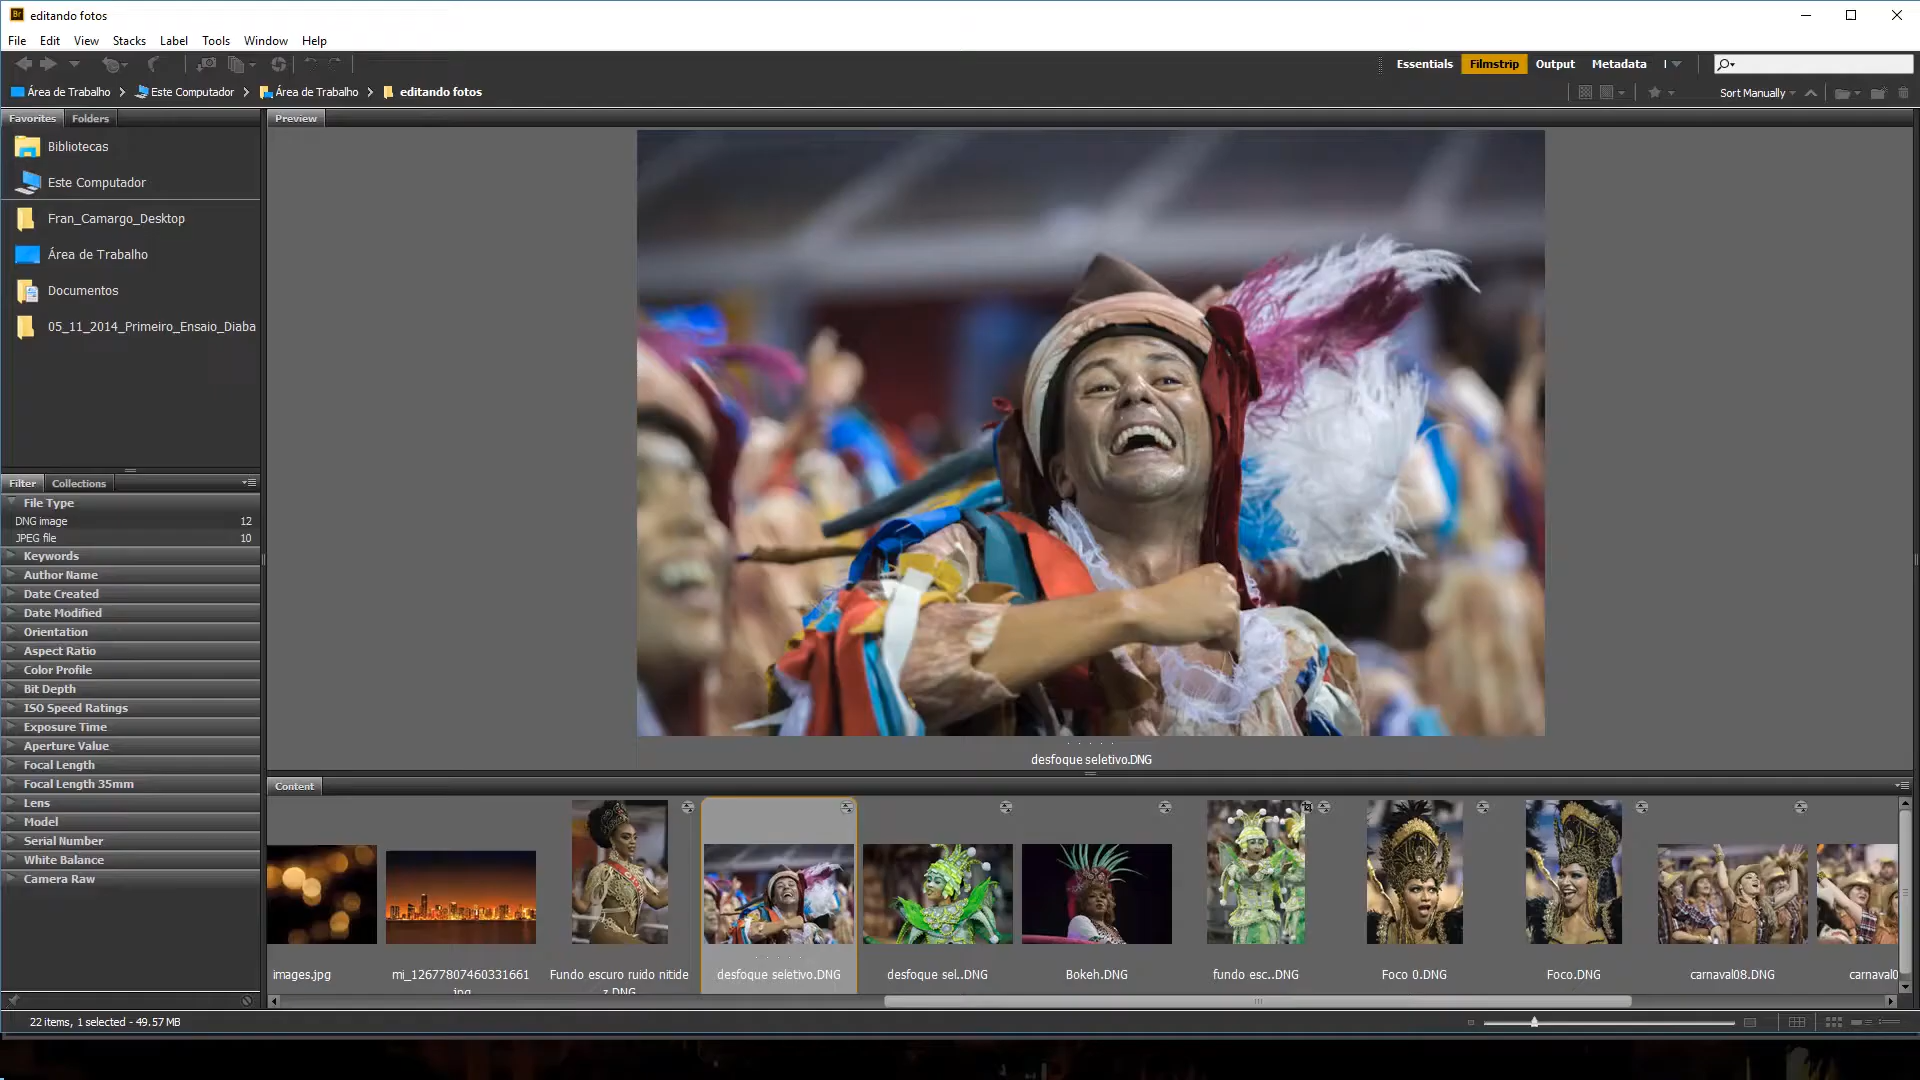 editando fotos
File Edit View Stacks Label Tools Window Help
Essentials Filmstrip Output Metadata
Área de Trabalho Este Computador Área de Trabalho editando fotos
Sort Manually
Favorites Folders
Preview
Bibliotecas
Este Computador
Fran_Camargo_Desktop
Área de Trabalho
Documentos
05_11_2014_Primeiro_Ensaio_Diaba
Filter Collections
File Type
DNG image 12
JPEG file 10
Keywords
Author Name
Date Created
Date Modified
Orientation
Aspect Ratio
Color Profile
Bit Depth
ISO Speed Ratings
Exposure Time
Aperture Value
Focal Length
Focal Length 35mm
Lens
Model
Serial Number
White Balance
Camera Raw
desfoque seletivo.DNG
Content
images.jpg
mi_12677807460331661
.jpg
Fundo escuro ruido nitide
z.DNG
desfoque seletivo.DNG
desfoque sel..DNG
Bokeh.DNG
fundo esc..DNG
Foco 0.DNG
Foco.DNG
carnaval08.DNG
carnaval0
22 items, 1 selected - 49.57 MB